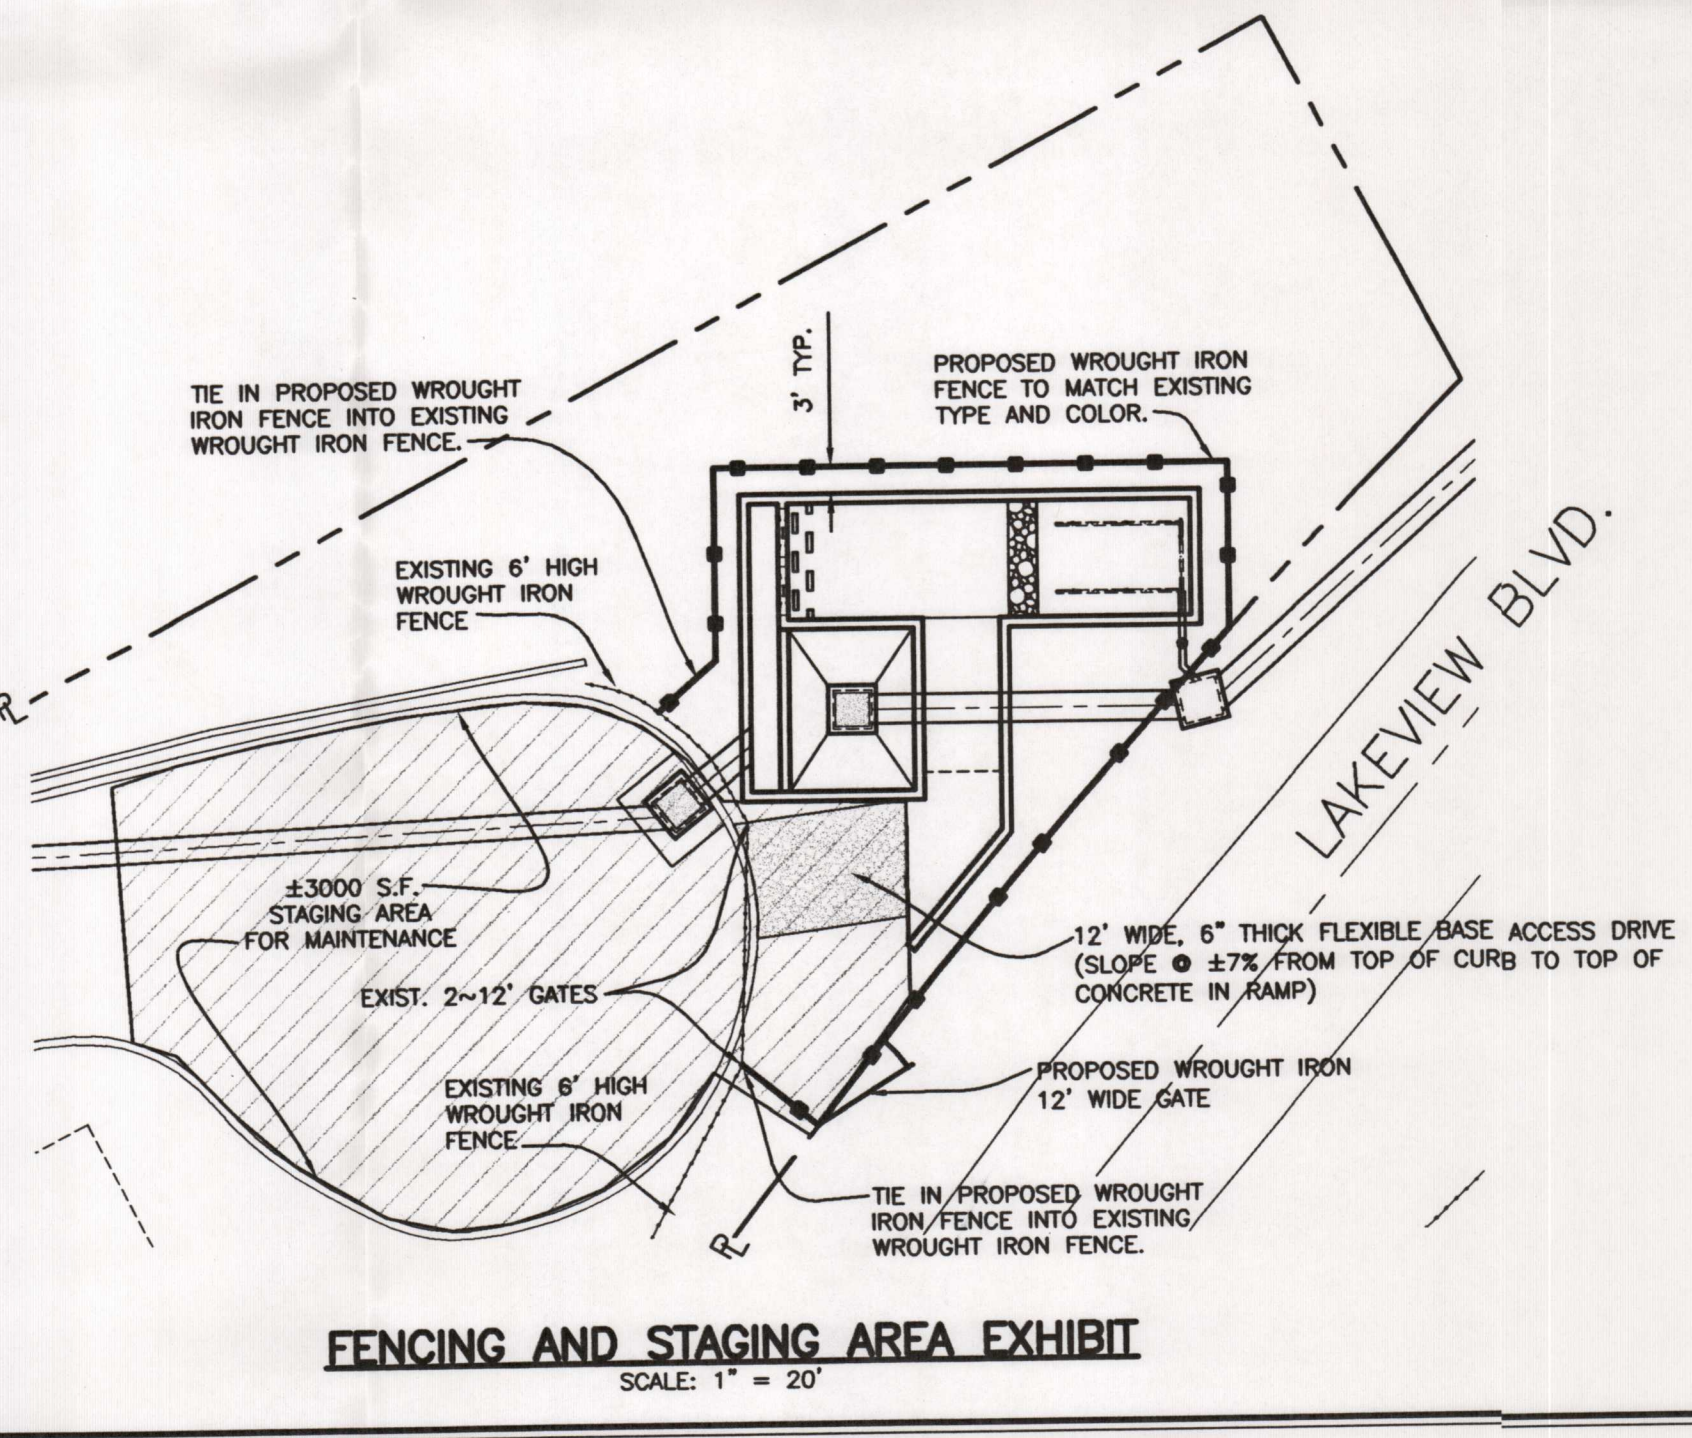 3' TYP.
PROPOSED WROUGHT IRON
FENCE TO MATCH EXISTING
TYPE AND COLOR.
TIE IN PROPOSED WROUGHT
IRON FENCE INTO EXISTING
WROUGHT IRON FENCE.
EXISTING 6' HIGH
WROUGHT IRON
FENCE
PL
LAKEVIEW BLVD.
±3000 S.F.
STAGING AREA
FOR MAINTENANCE
12' WIDE, 6" THICK FLEXIBLE BASE ACCESS DRIVE
(SLOPE @ ±7% FROM TOP OF CURB TO TOP OF
CONCRETE IN RAMP)
EXIST. 2~12' GATES
PROPOSED WROUGHT IRON
12' WIDE GATE
EXISTING 6' HIGH
WROUGHT IRON
FENCE
TIE IN PROPOSED WROUGHT
IRON FENCE INTO EXISTING
WROUGHT IRON FENCE.
PL
FENCING AND STAGING AREA EXHIBIT
SCALE: 1" = 20'